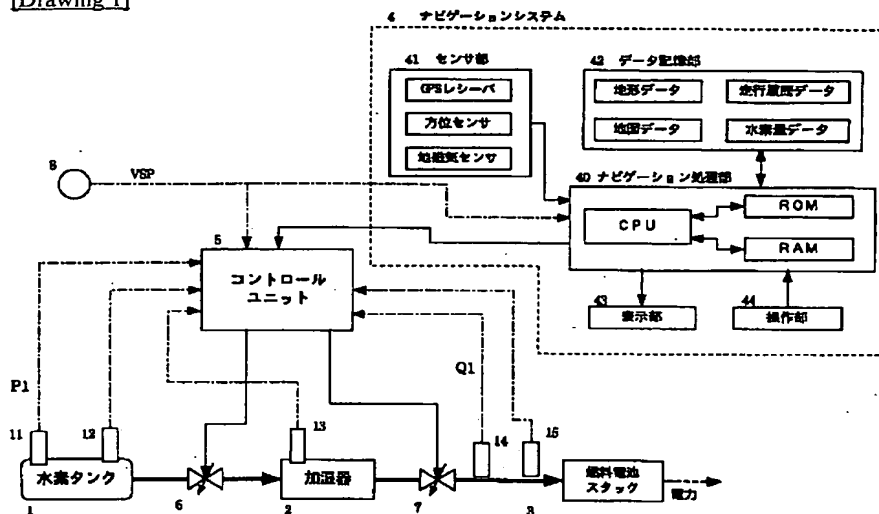 [Drawing 1]
4 ナビゲーションシステム
41 センサ部
GPSレシーバ
方位センサ
地磁気センサ
42 データ記憶部
地形データ
走行履歴データ
地図データ
水素量データ
40 ナビゲーション処理部
CPU
ROM
RAM
43
表示部
44
操作部
8
VSP
5
コントロール
ユニット
P1
Q1
11
12
13
14
15
水素タンク
加湿器
燃料電池
スタック
電力
1
6
2
7
3